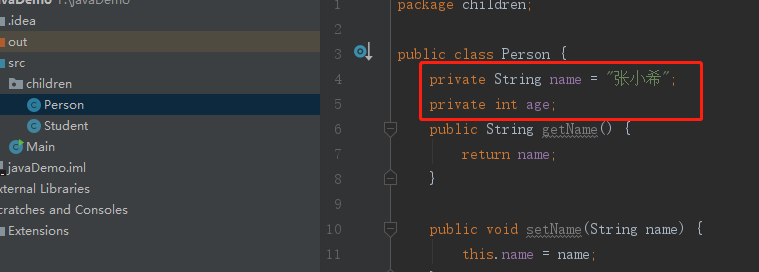 javaDemo
.idea
out
src
children
Person
Student
Main
javaDemo.iml
xternal Libraries
cratches and Consoles
Extensions
1 package children;
2
3 public class Person {
4 private String name = "张小希";
5 private int age;
6 public String getName() {
7 return name;
8 }
9
10 public void setName(String name) {
11 this.name = name;